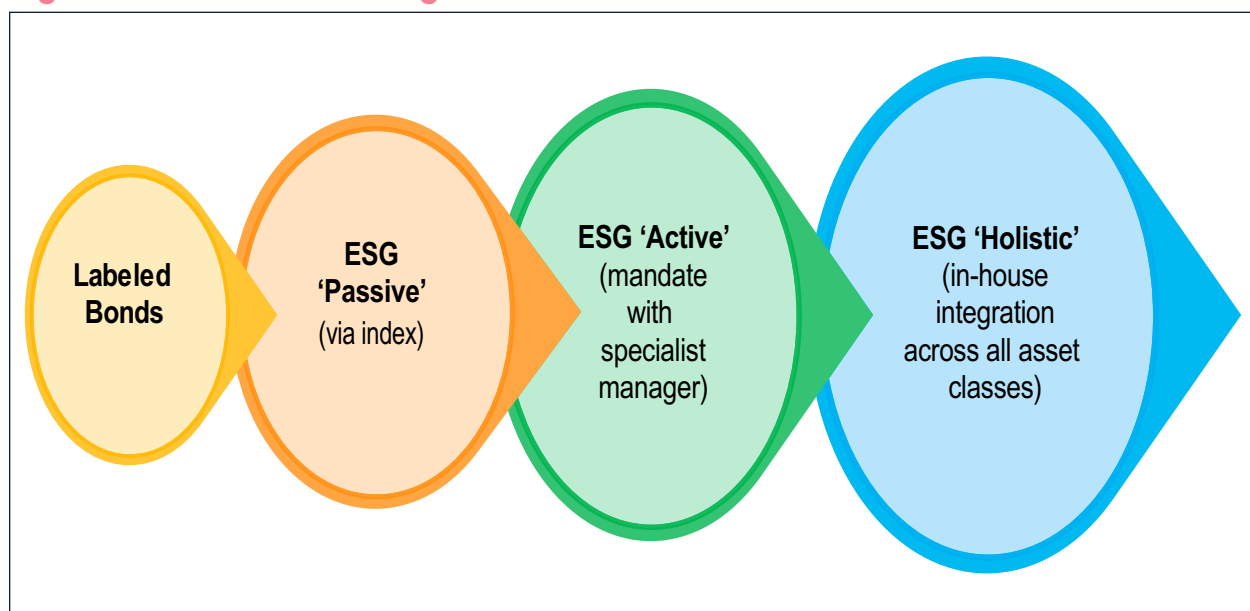 Labeled
Bonds
ESG
‘Passive’
(via index)
ESG ‘Active’
(mandate
with
specialist
manager)
ESG ‘Holistic’
(in-house
integration
across all asset
classes)